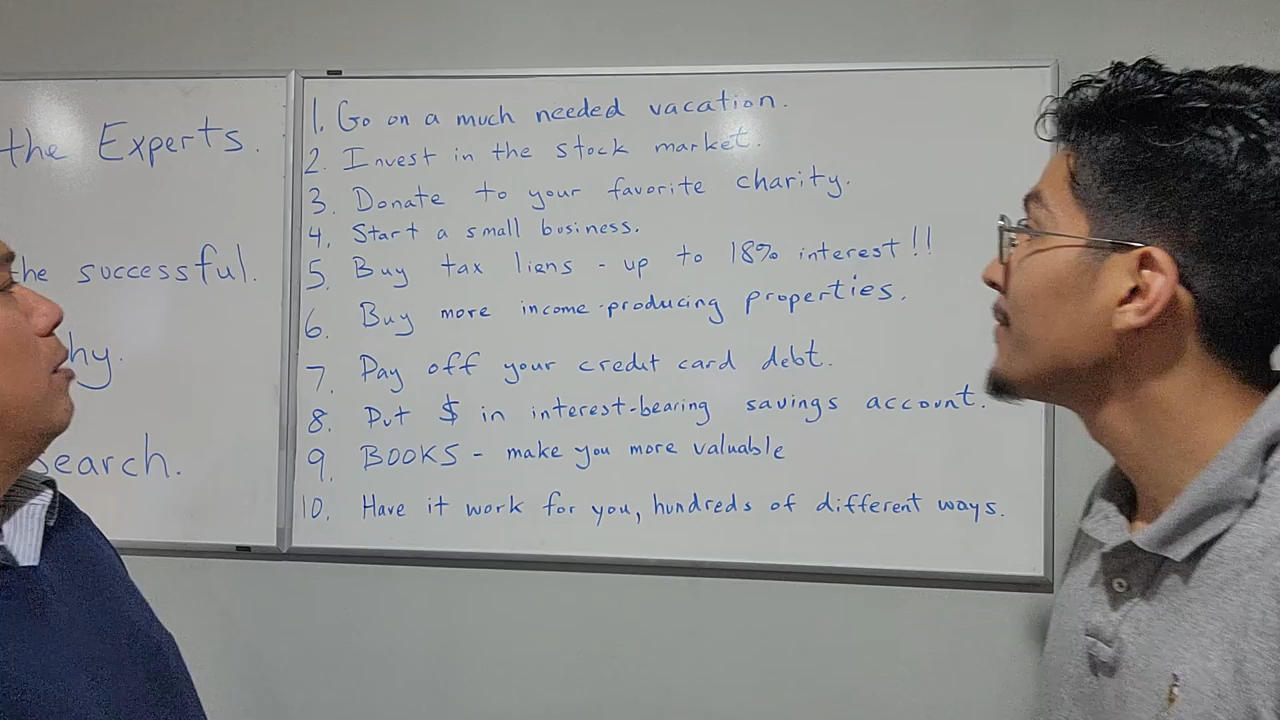 the Experts.
the successful.
hy.
search.
1. Go on a much needed vacation.
2. Invest in the stock market.
3. Donate to your favorite charity.
4. Start a small business.
5. Buy tax liens - up to 18% interest!!
6. Buy more income-producing properties.
7. Pay off your credit card debt.
8. Put $ in interest-bearing savings account.
9. BOOKS - make you more valuable
10. Have it work for you, hundreds of different ways.